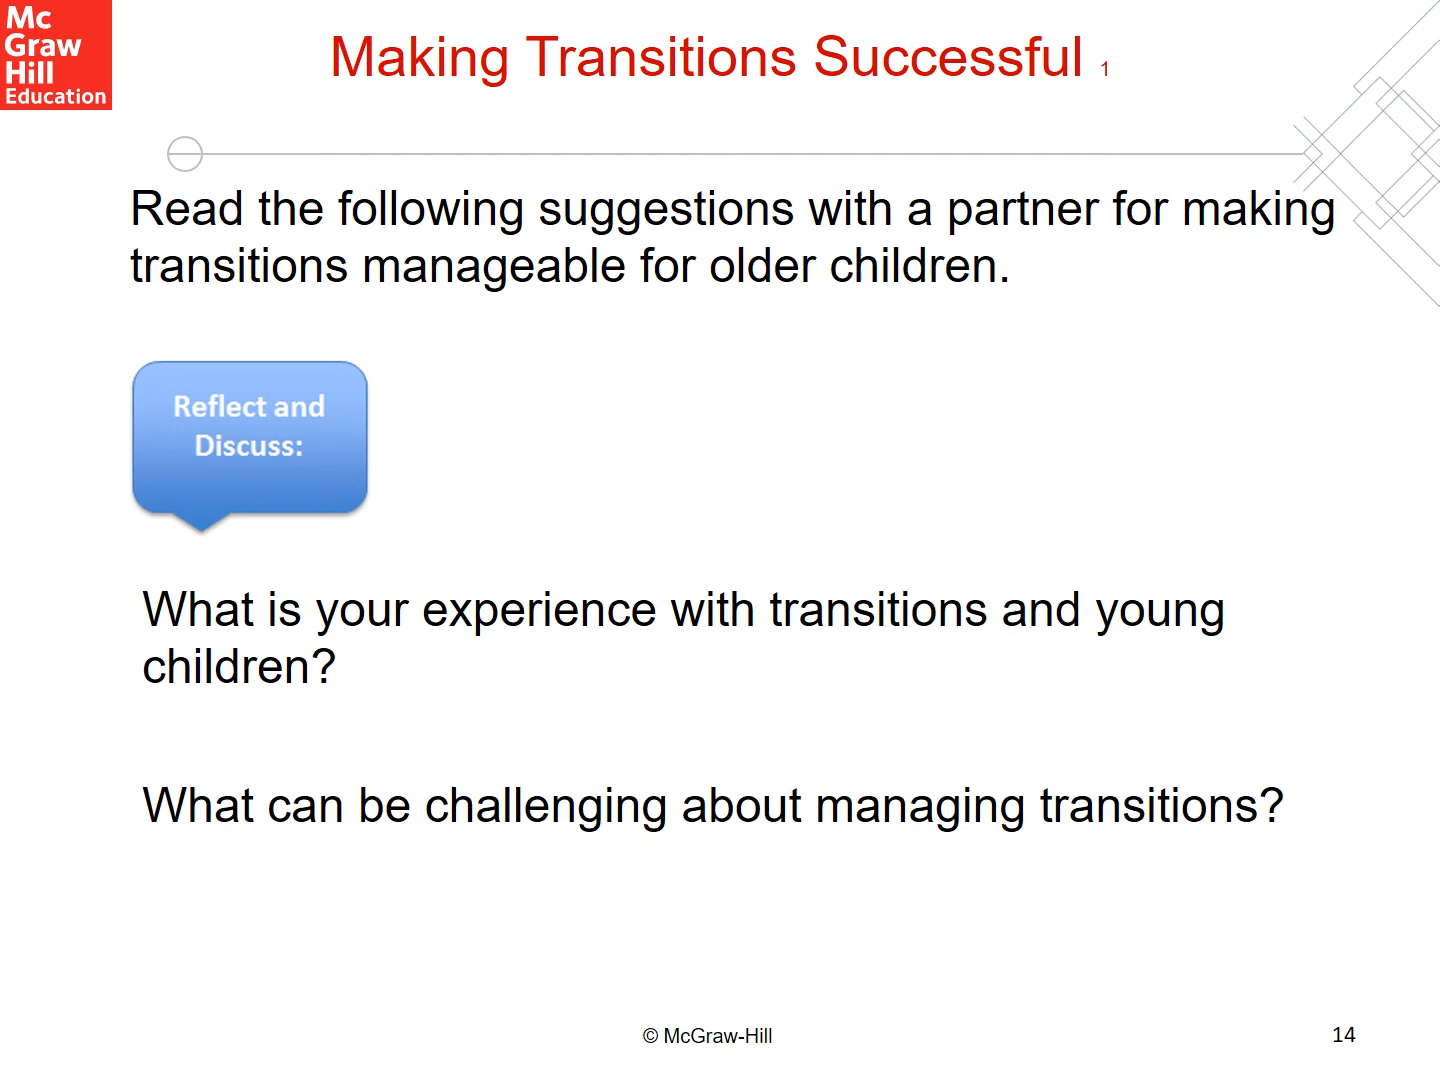 Mc
Graw
Hill
Education
Making Transitions Successful 1
Read the following suggestions with a partner for making
transitions manageable for older children.
Reflect and
Discuss:
What is your experience with transitions and young
children?
What can be challenging about managing transitions?
© McGraw-Hill
14